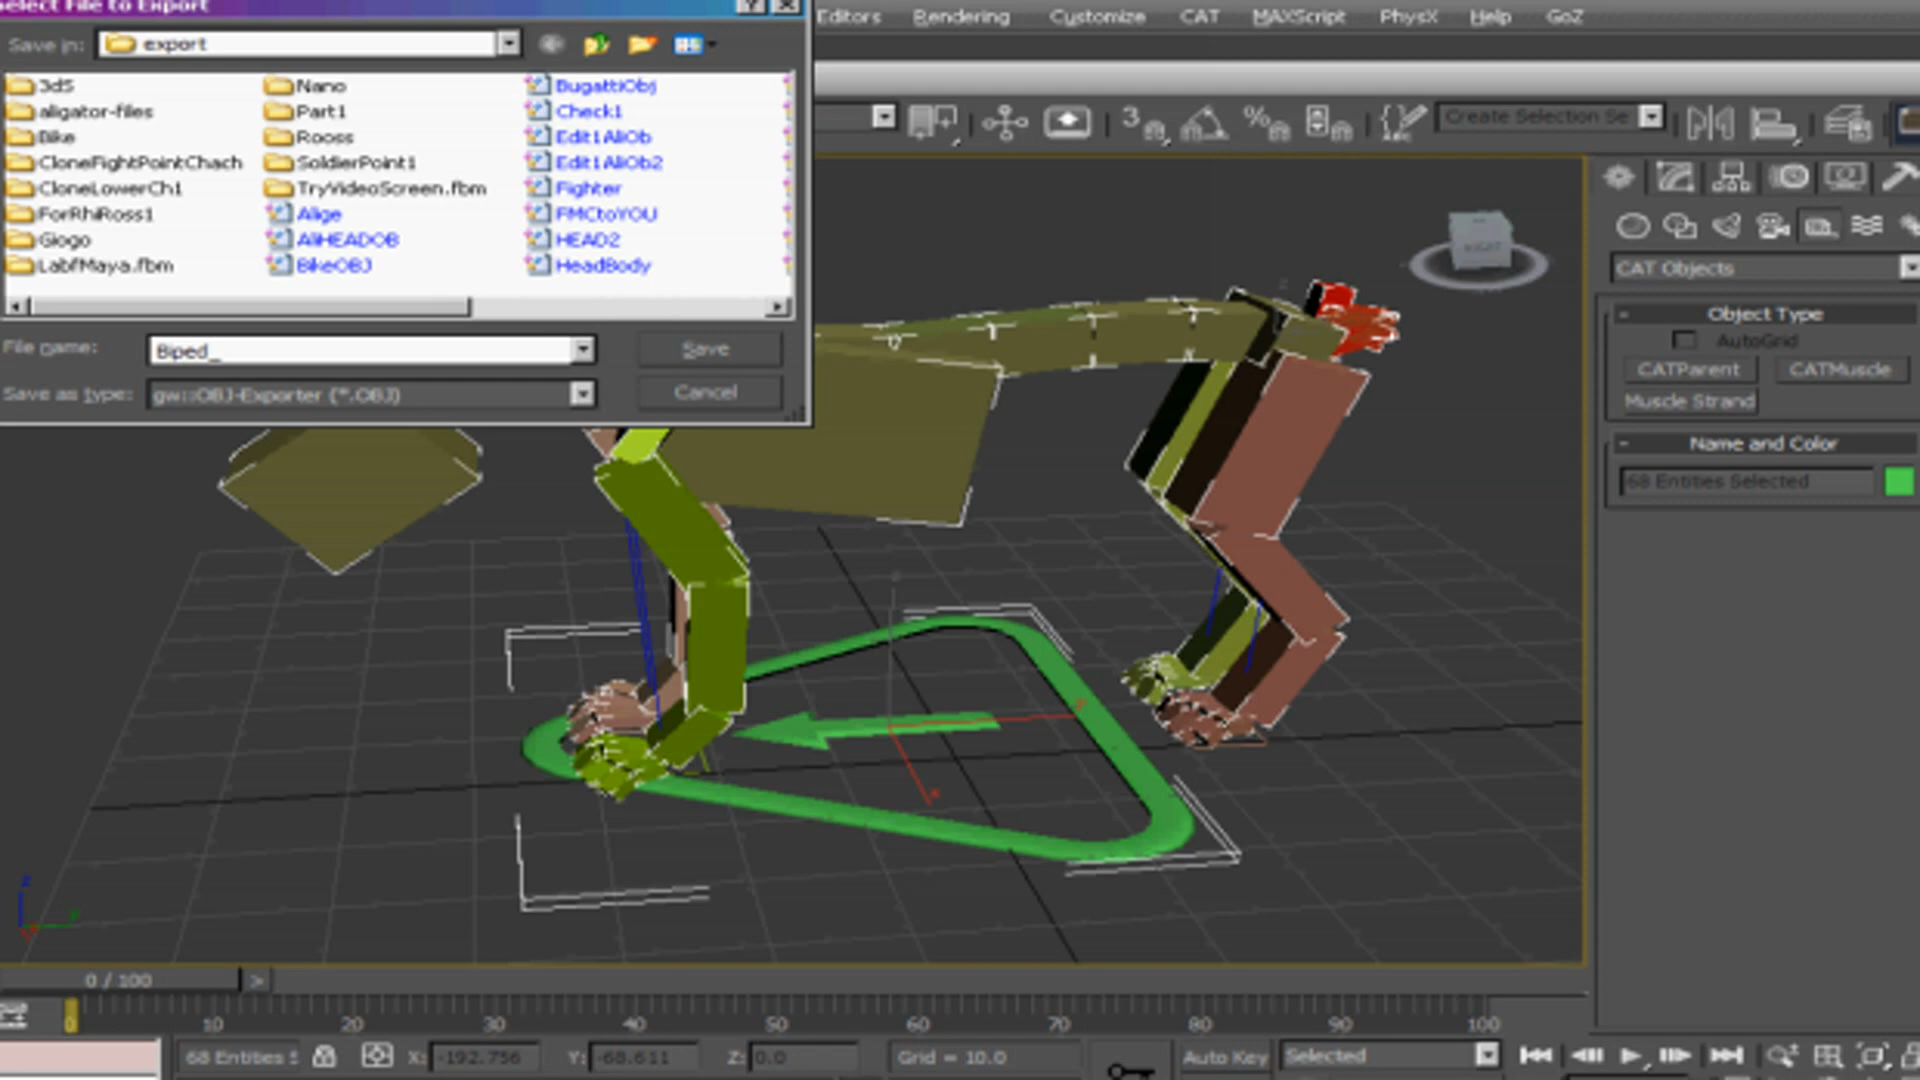 Select File to Export
Editors Rendering Customize CAT MAXScript PhysX Help GoZ
Save in: export
3dS Nano BugattiObj
aligator-files Part1 Check1
Bike Rooss Edit1AliOb
CloneFightPointChach SoldierPoint1 Edit1AliOb2
CloneLowerCh1 TryVideoScreen.fbm Fighter
ForRhiRoss1 Alige FMCtoYOU
Giogo AliHEADOB HEAD2
LabfMaya.fbm BikeOBJ HeadBody
File name: Biped_ Save
Save as type: gw::OBJ-Exporter (*.OBJ) Cancel
3 % Create Selection Se
CAT Objects
- Object Type
AutoGrid
CATParent CATMuscle
Muscle Strand
- Name and Color
68 Entities Selected
0 / 100 >
0 10 20 30 40 50 60 70 80 90 100
68 Entities S X: -192.756 Y: -68.611 Z: 0.0 Grid = 10.0 Auto Key Selected